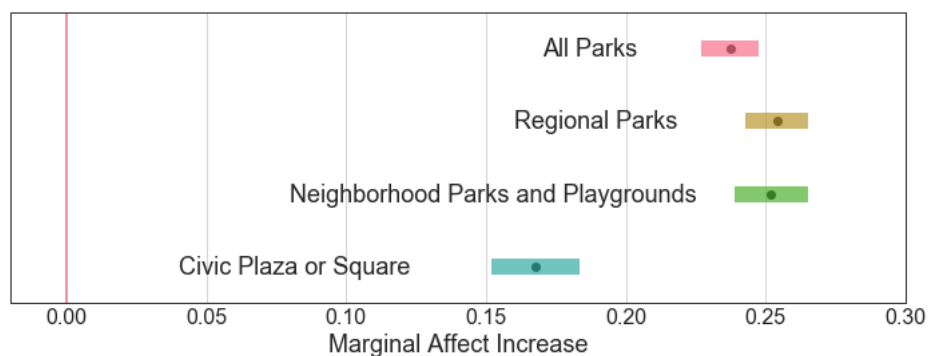 All Parks
Regional Parks
Neighborhood Parks and Playgrounds
Civic Plaza or Square
0.00 0.05 0.10 0.15 0.20 0.25 0.30
Marginal Affect Increase